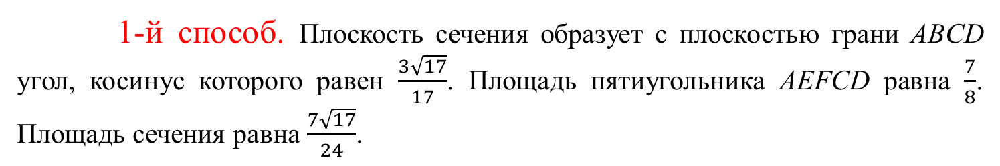 1-й способ. Плоскость сечения образует с плоскостью грани ABCD
угол, косинус которого равен \frac{3\sqrt{17}}{17}. Площадь пятиугольника AEFCD равна \frac{7}{8}.
Площадь сечения равна \frac{7\sqrt{17}}{24}.